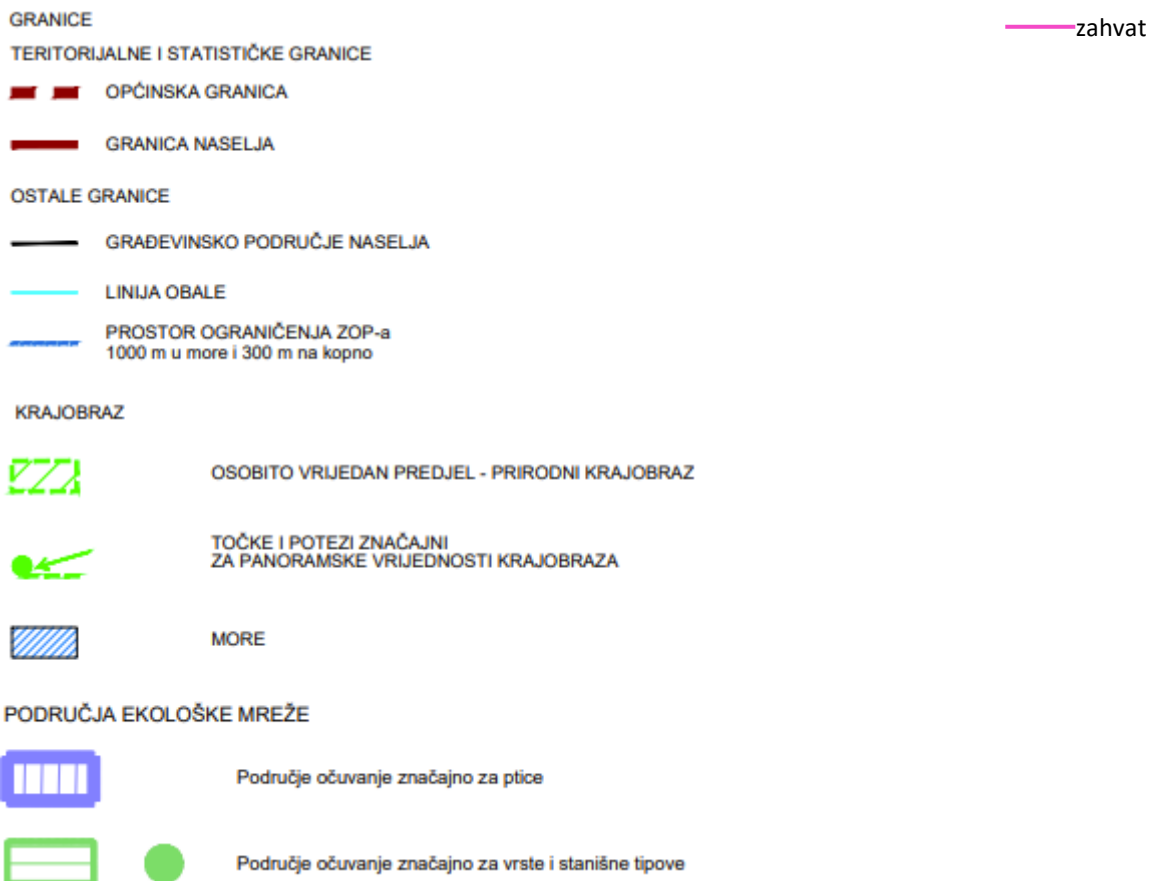 GRANICE
zahvat
TERITORIJALNE I STATISTIČKE GRANICE
OPĆINSKA GRANICA
GRANICA NASELJA
OSTALE GRANICE
GRAĐEVINSKO PODRUČJE NASELJA
LINIJA OBALE
PROSTOR OGRANIČENJA ZOP-a
1000 m u more i 300 m na kopno
KRAJOBRAZ
OSOBITO VRIJEDAN PREDJEL - PRIRODNI KRAJOBRAZ
TOČKE I POTEZI ZNAČAJNI
ZA PANORAMSKE VRIJEDNOSTI KRAJOBRAZA
MORE
PODRUČJA EKOLOŠKE MREŽE
Područje očuvanje značajno za ptice
Područje očuvanje značajno za vrste i stanišne tipove